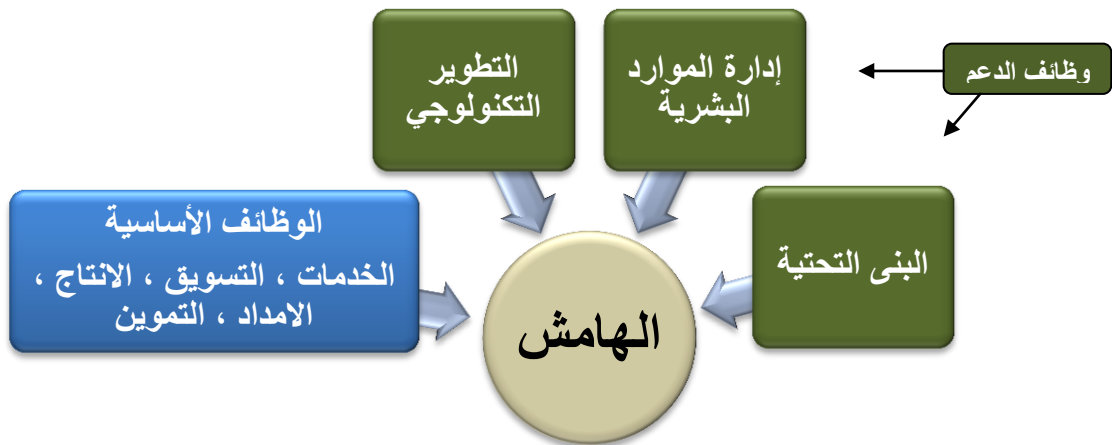 وظائف الدعم
إدارة الموارد
البشرية
التطوير
التكنولوجي
البنى التحتية
الوظائف الأساسية
الخدمات ، التسويق ، الانتاج ،
الامداد ، التموين
الهامش